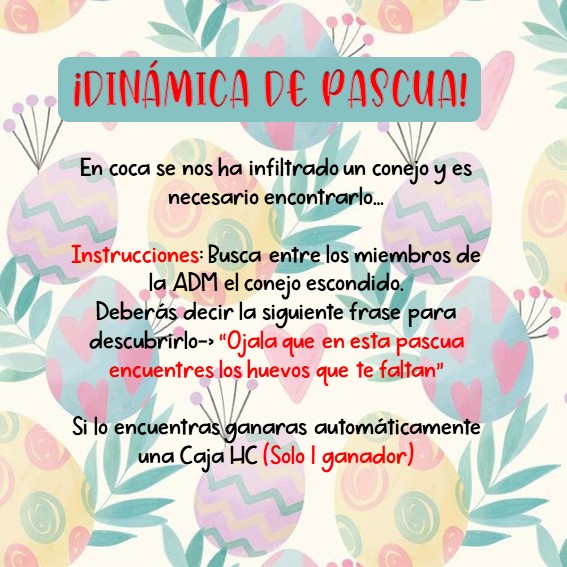 ¡DINÁMICA DE PASCUA!
En coca se nos ha infiltrado un conejo y es
necesario encontrarlo...
Instrucciones: Busca entre los miembros de
la ADM el conejo escondido.
Deberás decir la siguiente frase para
descubrirlo-> "Ojala que en esta pascua
encuentres los huevos que te faltan"
Si lo encuentras ganaras automáticamente
una Caja HC (Solo 1 ganador)